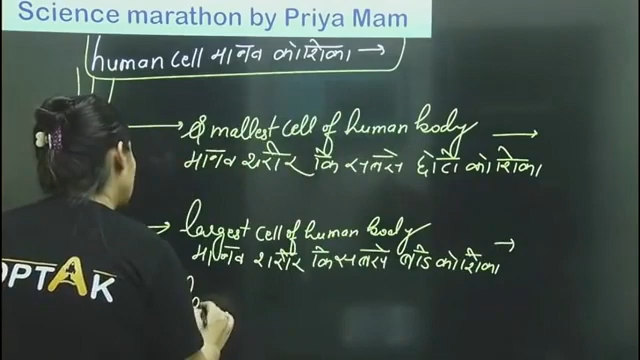 Science marathon by Priya Mam
human cell मानव कोशिका →
→ Smallest cell of human body →
मानव शरीर कि सबसे छोटी कोशिका
→ largest cell of human body →
मानव शरीर कि सबसे बड़ि कोशिका
OPTAK